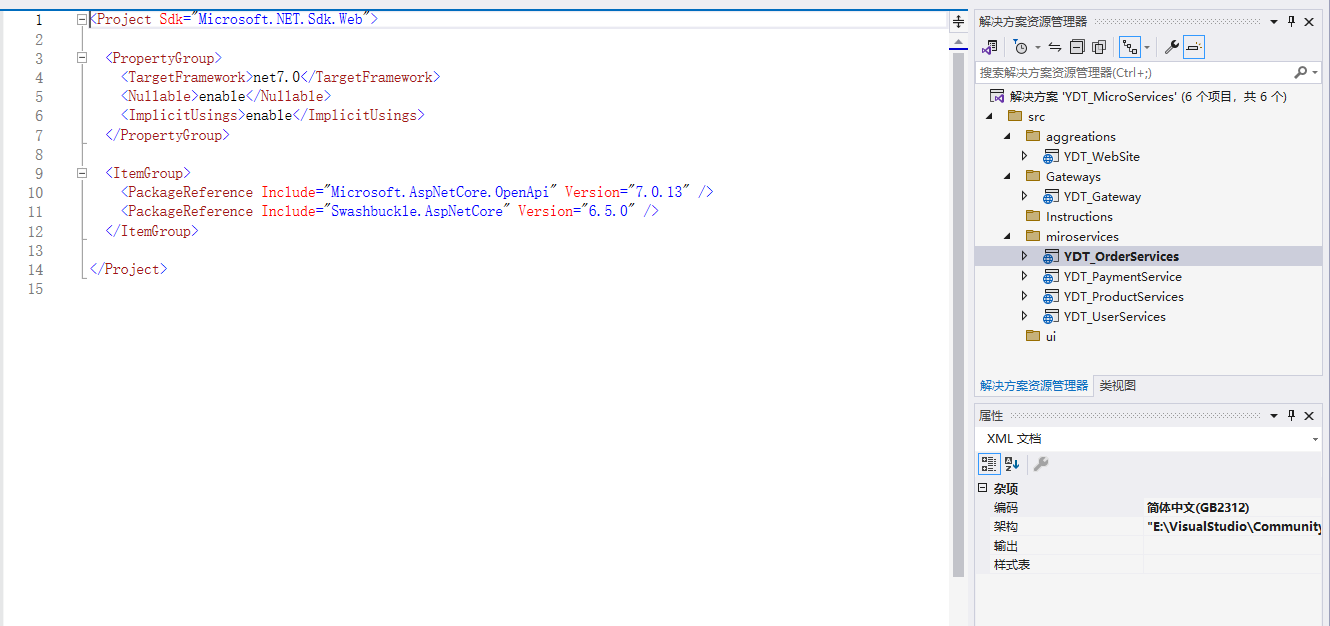 1 <Project Sdk="Microsoft.NET.Sdk.Web">
2
3 <PropertyGroup>
4 <TargetFramework>net7.0</TargetFramework>
5 <Nullable>enable</Nullable>
6 <ImplicitUsings>enable</ImplicitUsings>
7 </PropertyGroup>
8
9 <ItemGroup>
10 <PackageReference Include="Microsoft.AspNetCore.OpenApi" Version="7.0.13" />
11 <PackageReference Include="Swashbuckle.AspNetCore" Version="6.5.0" />
12 </ItemGroup>
13
14 </Project>
15
解决方案资源管理器
搜索解决方案资源管理器(Ctrl+;)
解决方案 'YDT_MicroServices' (6 个项目，共 6 个)
src
aggreations
YDT_WebSite
Gateways
YDT_Gateway
Instructions
miroservices
YDT_OrderServices
YDT_PaymentService
YDT_ProductServices
YDT_UserServices
ui
解决方案资源管理器 类视图
属性
XML 文档
杂项
编码 简体中文(GB2312)
架构 "E:\VisualStudio\Community
输出
样式表